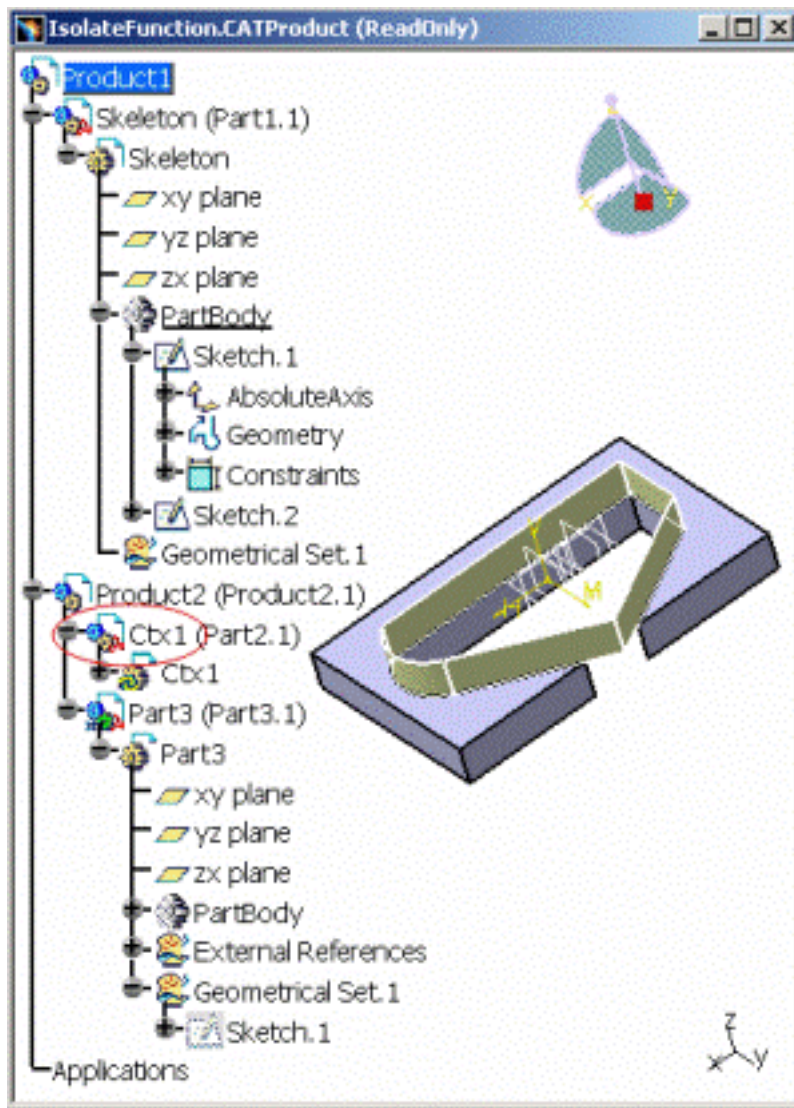 IsolateFunction.CATProduct (ReadOnly)
Product1
Skeleton (Part1.1)
Skeleton
xy plane
yz plane
zx plane
PartBody
Sketch.1
AbsoluteAxis
Geometry
Constraints
Sketch.2
Geometrical Set.1
Product2 (Product2.1)
Ctx1 (Part2.1)
Ctx1
Part3 (Part3.1)
Part3
xy plane
yz plane
zx plane
PartBody
External References
Geometrical Set.1
Sketch.1
Applications
X Y
z
x y